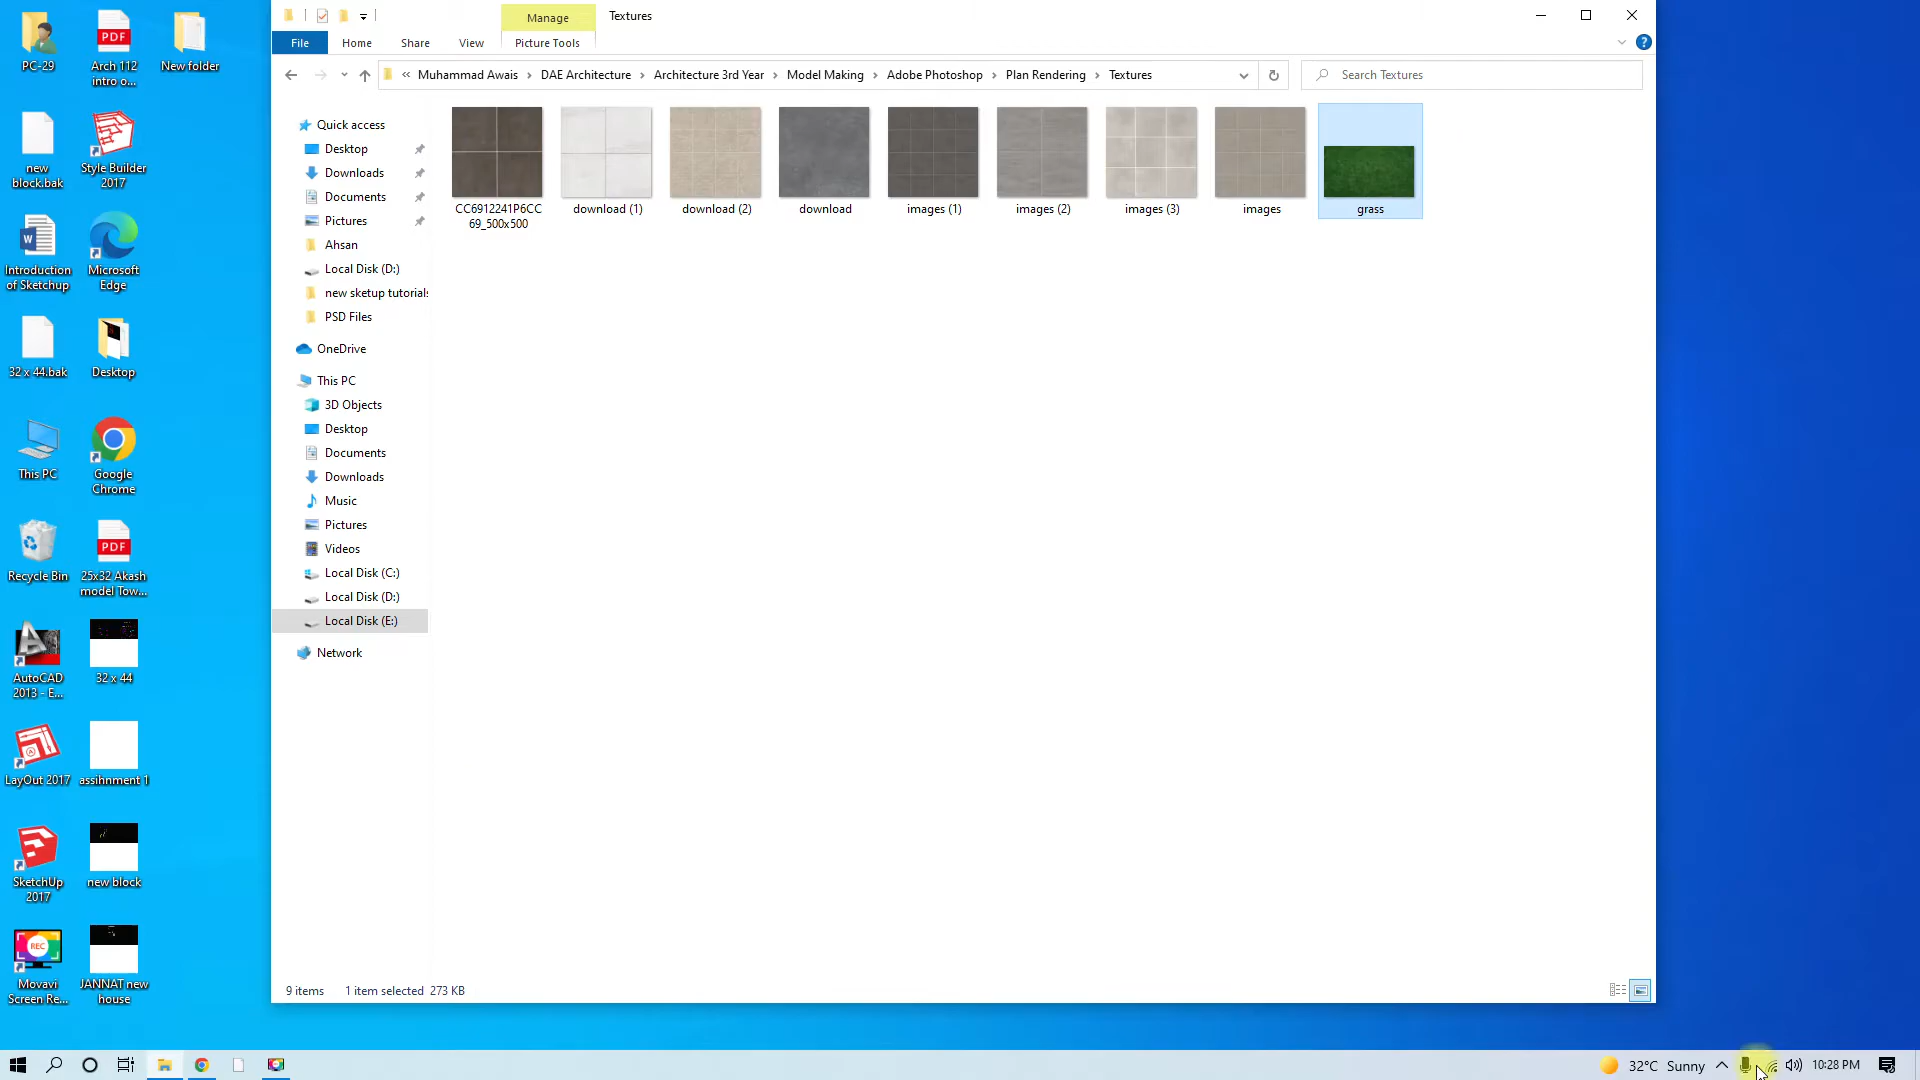 PC-29
Arch 112
intro o...
New folder
new
block.bak
Style Builder
2017
Introduction
of Sketchup
Microsoft
Edge
32 x 44.bak
Desktop
This PC
Google
Chrome
Recycle Bin
25x32 Akash
model Tow...
AutoCAD
2013 - E...
32 x 44
LayOut 2017
assihnment 1
SketchUp
2017
new block
Movavi
Screen Re...
JANNAT new
house
PDF
PDF
REC
Manage
Textures
File
Home
Share
View
Picture Tools
« Muhammad Awais › DAE Architecture › Architecture 3rd Year › Model Making › Adobe Photoshop › Plan Rendering › Textures
Search Textures
Quick access
Desktop
Downloads
Documents
Pictures
Ahsan
Local Disk (D:)
new sketup tutorials
PSD Files
OneDrive
This PC
3D Objects
Desktop
Documents
Downloads
Music
Pictures
Videos
Local Disk (C:)
Local Disk (D:)
Local Disk (E:)
Network
CC6912241P6CC
69_500x500
download (1)
download (2)
download
images (1)
images (2)
images (3)
images
grass
9 items
1 item selected 273 KB
32°C Sunny
10:28 PM